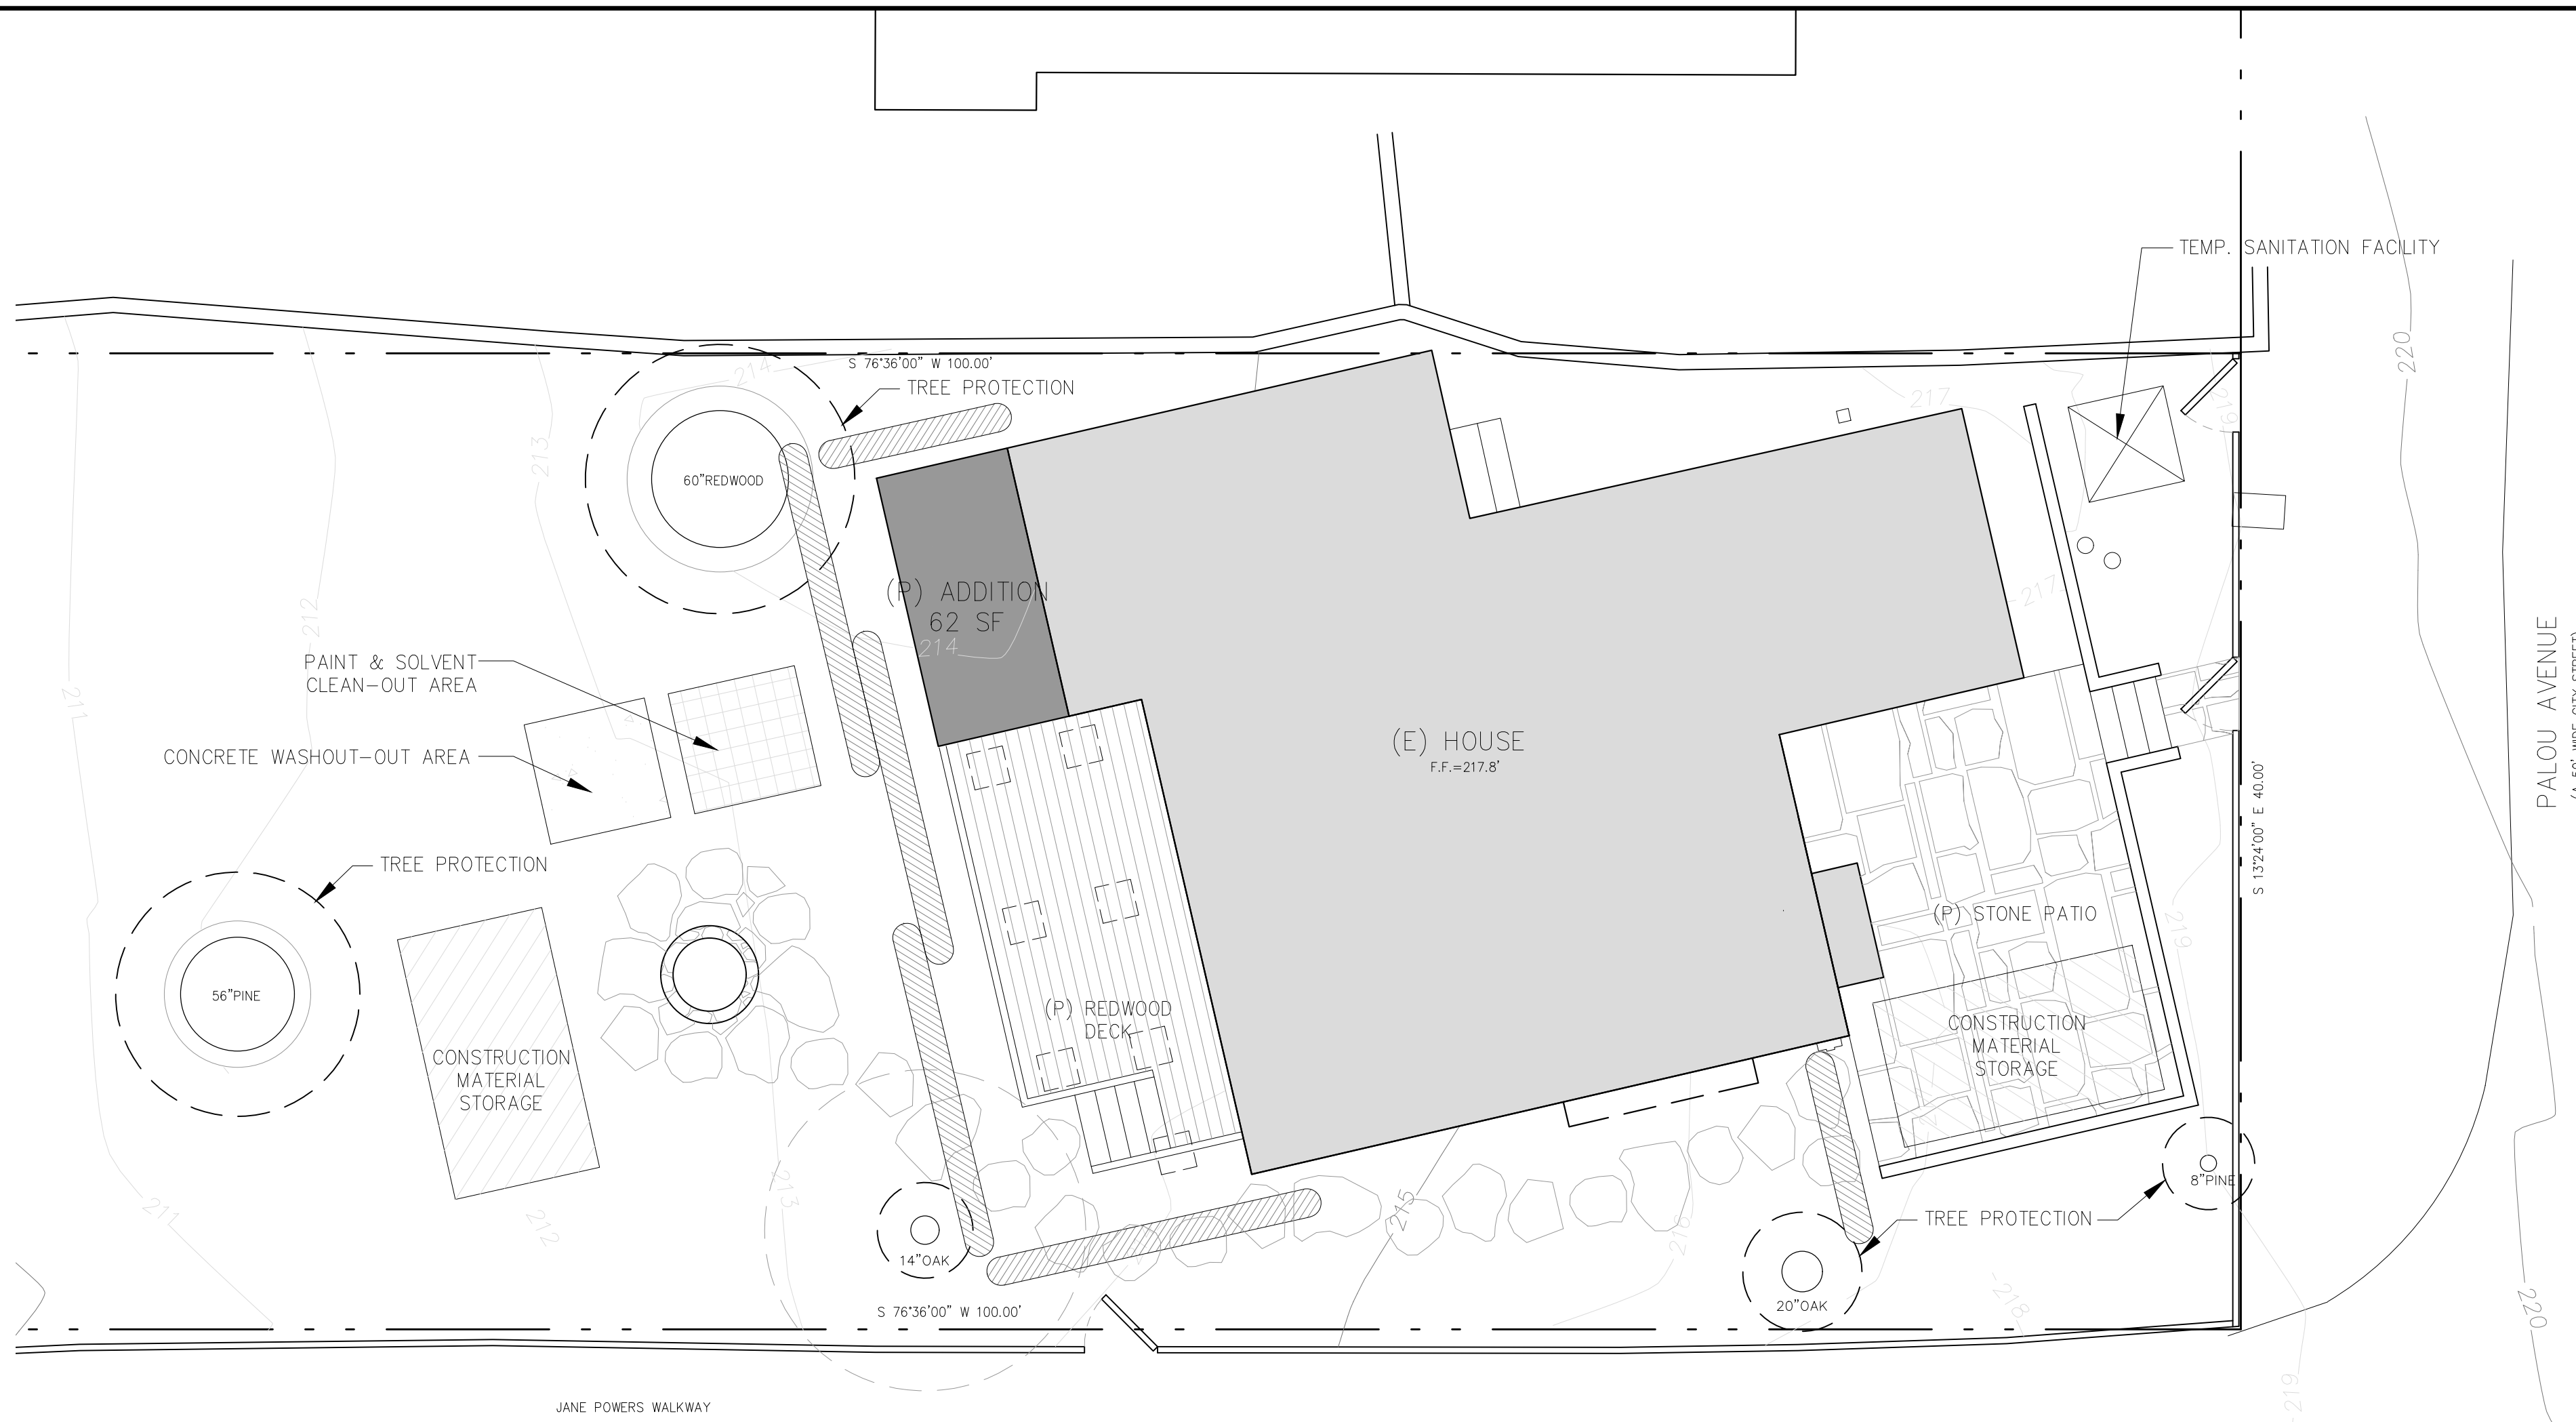 TEMP. SANITATION FACILITY
S 76°36'00" W 100.00'
214
TREE PROTECTION
217
219
220
213
60"REDWOOD
212
(P) ADDITION
62 SF
214
217
PAINT & SOLVENT
CLEAN-OUT AREA
211
CONCRETE WASHOUT-OUT AREA
(E) HOUSE
F.F.=217.8'
S 13°24'00" E 40.00'
PALOU AVENUE
(A 50' WIDE CITY STREET)
TREE PROTECTION
(P) STONE PATIO
219
56"PINE
CONSTRUCTION
MATERIAL
STORAGE
(P) REDWOOD
DECK
CONSTRUCTION
MATERIAL
STORAGE
8"PINE
211
212
213
215
216
TREE PROTECTION
14"OAK
20"OAK
218
220
S 76°36'00" W 100.00'
219
JANE POWERS WALKWAY